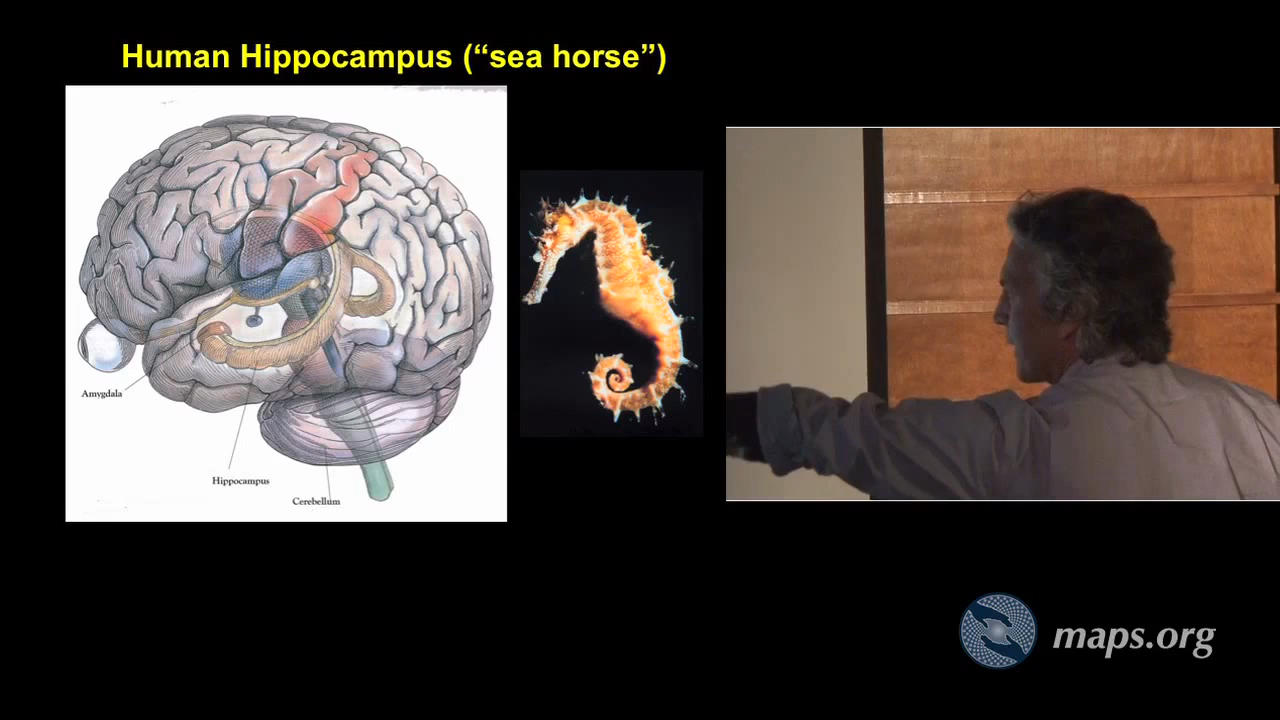 Human Hippocampus (“sea horse”)
Amygdala
Hippocampus
Cerebellum
maps.org